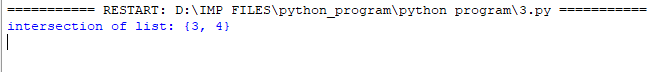 =========== RESTART: D:\IMP FILES\python_program\python program\3.py ===========
intersection of list: {3, 4}